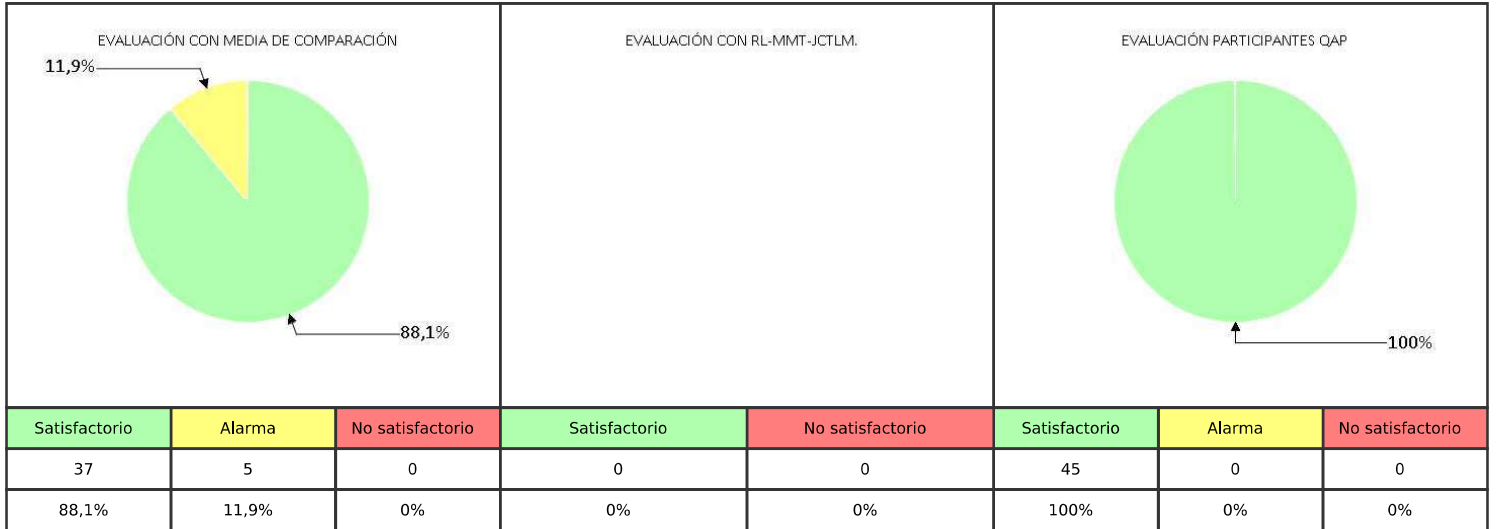 EVALUACIÓN CON MEDIA DE COMPARACIÓN
11,9%
88,1%
EVALUACIÓN CON RL-MMT-JCTLM.
EVALUACIÓN PARTICIPANTES QAP
100%
Satisfactorio Alarma No satisfactorio Satisfactorio No satisfactorio Satisfactorio Alarma No satisfactorio
37 5 0 0 0 45 0 0
88,1% 11,9% 0% 0% 0% 100% 0% 0%